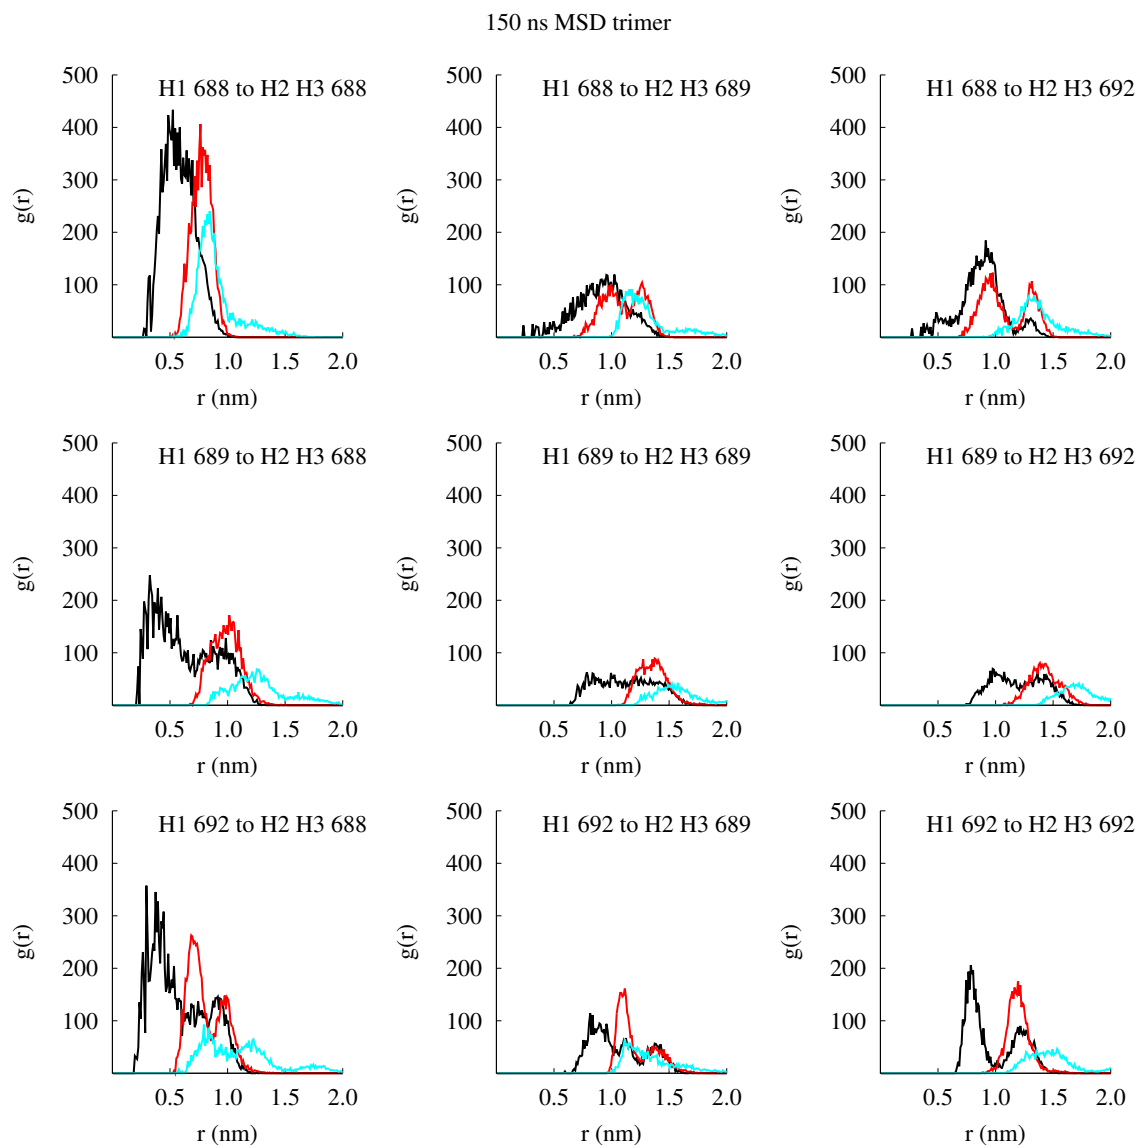 150 ns MSD trimer
H1 688 to H2 H3 688
g(r)
500
400
300
200
100
0.5 1.0 1.5 2.0
r (nm)
H1 688 to H2 H3 689
g(r)
500
400
300
200
100
0.5 1.0 1.5 2.0
r (nm)
H1 688 to H2 H3 692
g(r)
500
400
300
200
100
0.5 1.0 1.5 2.0
r (nm)
H1 689 to H2 H3 688
g(r)
500
400
300
200
100
0.5 1.0 1.5 2.0
r (nm)
H1 689 to H2 H3 689
g(r)
500
400
300
200
100
0.5 1.0 1.5 2.0
r (nm)
H1 689 to H2 H3 692
g(r)
500
400
300
200
100
0.5 1.0 1.5 2.0
r (nm)
H1 692 to H2 H3 688
g(r)
500
400
300
200
100
0.5 1.0 1.5 2.0
r (nm)
H1 692 to H2 H3 689
g(r)
500
400
300
200
100
0.5 1.0 1.5 2.0
r (nm)
H1 692 to H2 H3 692
g(r)
500
400
300
200
100
0.5 1.0 1.5 2.0
r (nm)